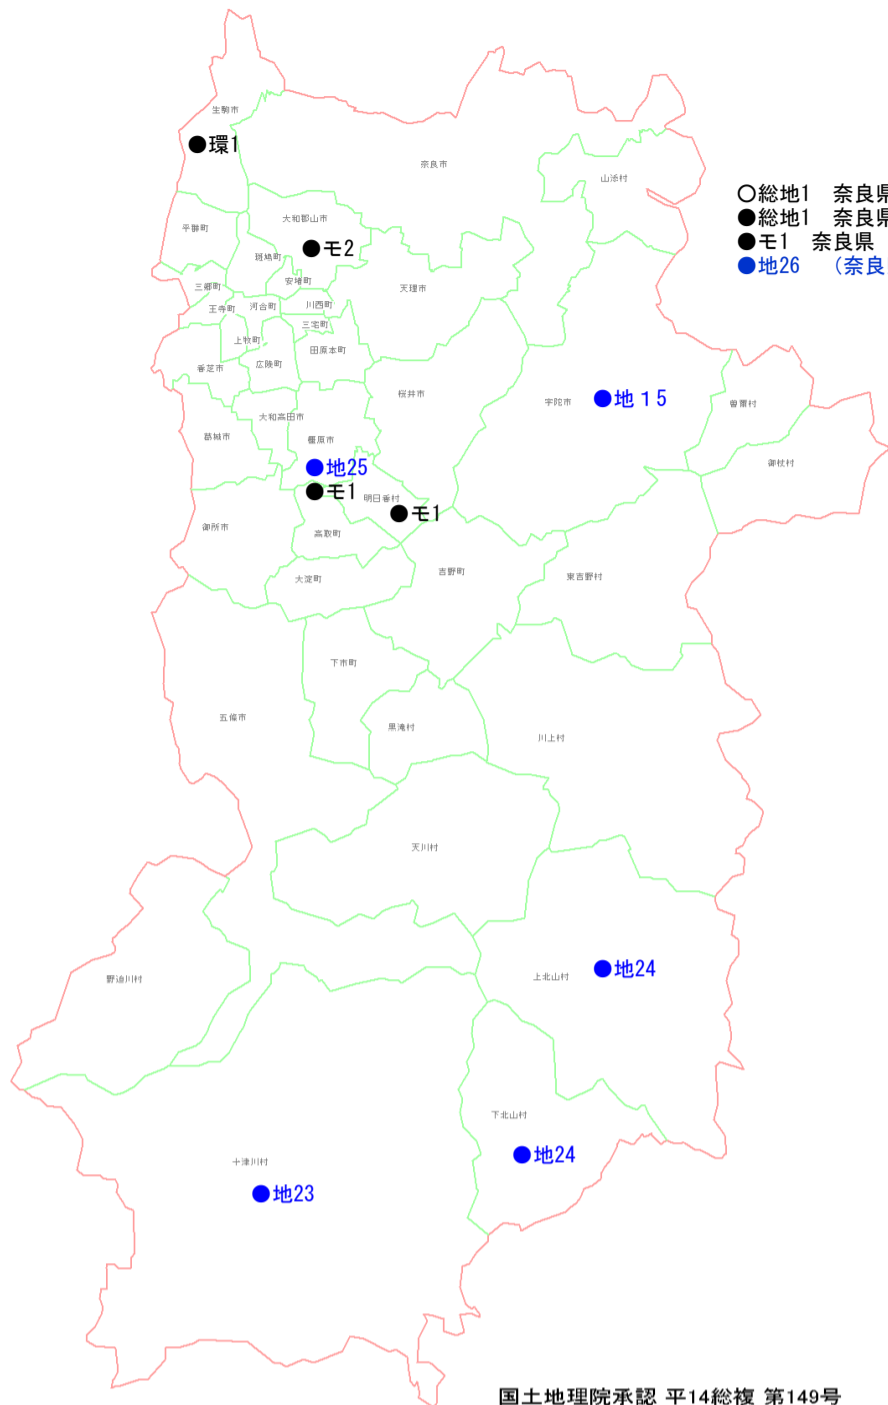 生駒市
●環1
奈良市
山添村
○総地1　奈良県
●総地1　奈良県
●モ1　奈良県
●地26　（奈良
平群町
大和郡山市
●モ2
斑鳩町
安堵町
天理市
三郷町
王寺町
河合町
川西町
三宅町
上牧町
田原本町
香芝市
広陵町
桜井市
宇陀市
●地１５
曽爾村
葛城市
大和高田市
橿原市
御杖村
●地25
●モ1
明日香村
●モ1
御所市
高取町
大淀町
吉野町
東吉野村
下市町
五條市
黒滝村
川上村
天川村
野迫川村
上北山村
●地24
下北山村
●地24
十津川村
●地23
国土地理院承認 平14総複 第149号